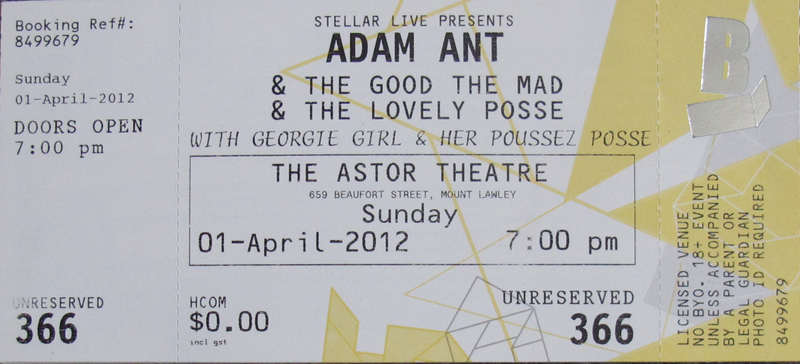 Booking Ref#:
8499679
Sunday
01-April-2012
DOORS OPEN
7:00 pm
UNRESERVED
366
STELLAR LIVE PRESENTS
ADAM ANT
& THE GOOD THE MAD
& THE LOVELY POSSE
WITH GEORGIE GIRL & HER POUSSEZ POSSE
THE ASTOR THEATRE
659 BEAUFORT STREET, MOUNT LAWLEY
Sunday
01-April-2012 7:00 pm
HCOM
$0.00
incl gst
UNRESERVED
366
B
LICENSED VENUE
NO BYO. 18+ EVENT
UNLESS ACCOMPANIED
BY A PARENT OR
LEGAL GUARDIAN
PHOTO ID REQUIRED
8499679